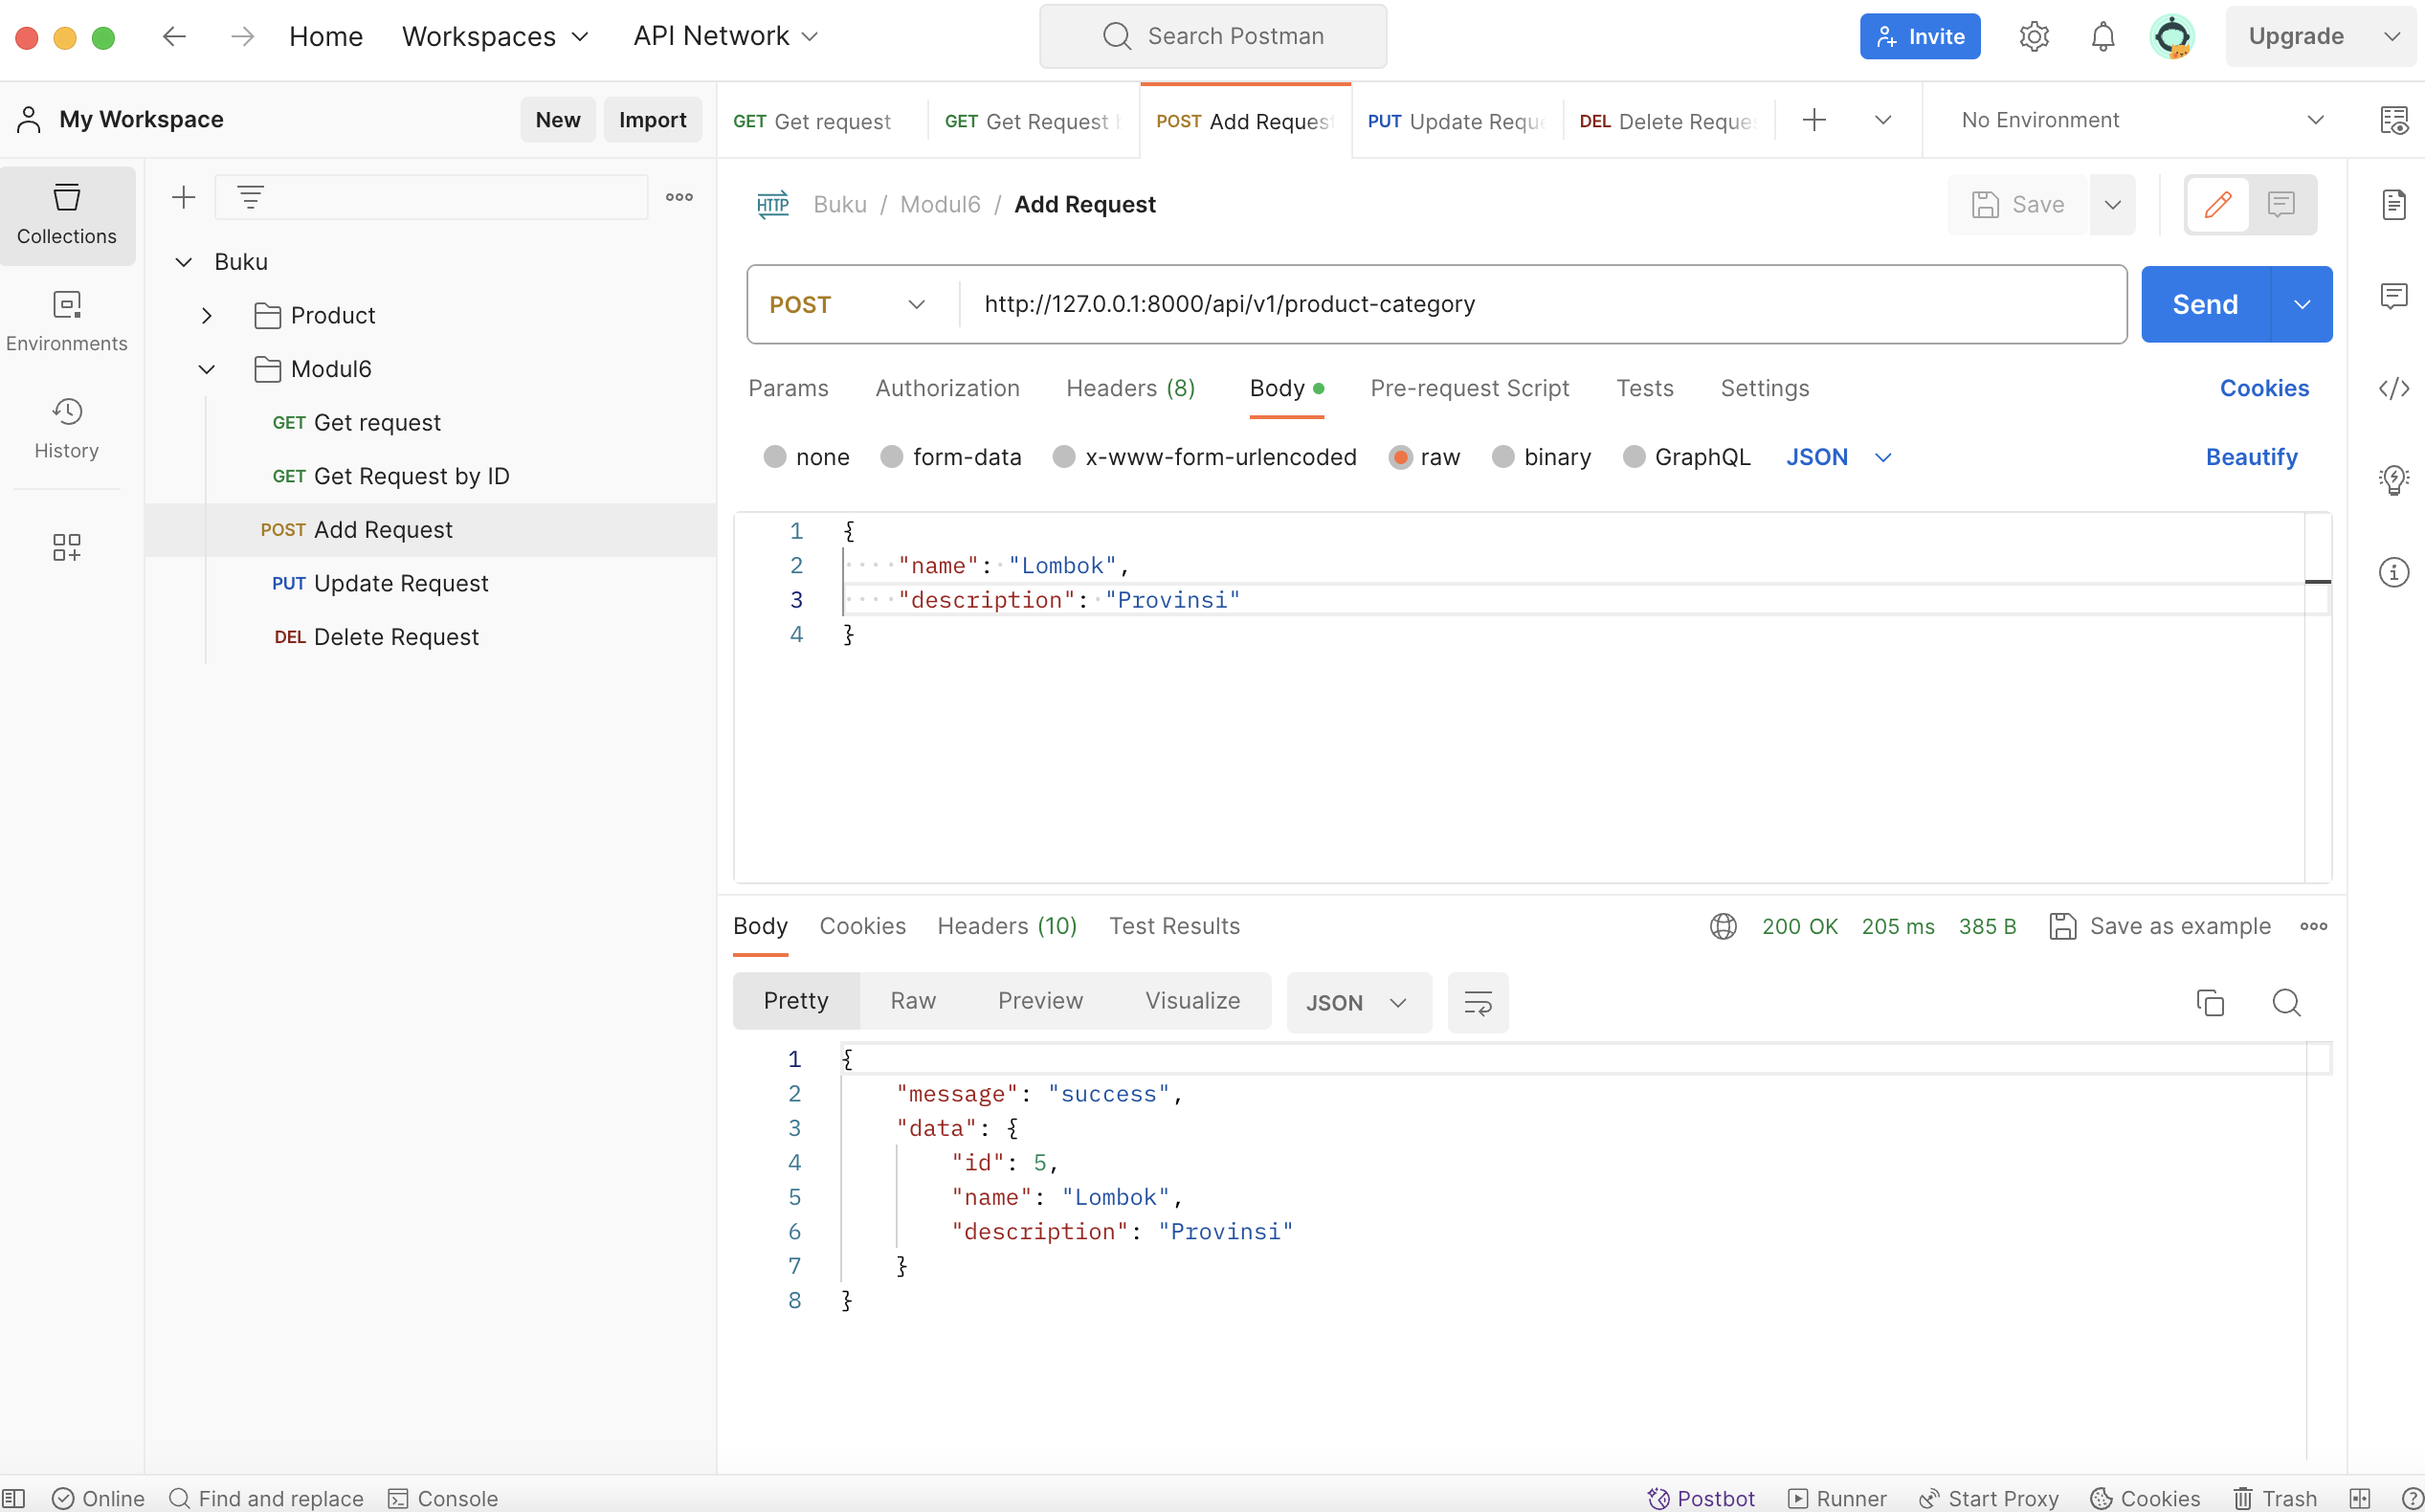 Home Workspaces API Network Search Postman Invite Upgrade
My Workspace New Import
GET Get request GET Get Request POST Add Request PUT Update Reque DEL Delete Reques No Environment
Collections
Environments
History
Buku
Product
Modul6
GET Get request
GET Get Request by ID
POST Add Request
PUT Update Request
DEL Delete Request
HTTP Buku / Modul6 / Add Request Save
POST http://127.0.0.1:8000/api/v1/product-category Send
Params Authorization Headers (8) Body Pre-request Script Tests Settings Cookies
none form-data x-www-form-urlencoded raw binary GraphQL JSON Beautify
1 {
2 "name": "Lombok",
3 "description": "Provinsi"
4 }
Body Cookies Headers (10) Test Results 200 OK 205 ms 385 B Save as example
Pretty Raw Preview Visualize JSON
1 {
2 "message": "success",
3 "data": {
4 "id": 5,
5 "name": "Lombok",
6 "description": "Provinsi"
7 }
8 }
Online Find and replace Console Postbot Runner Start Proxy Cookies Trash